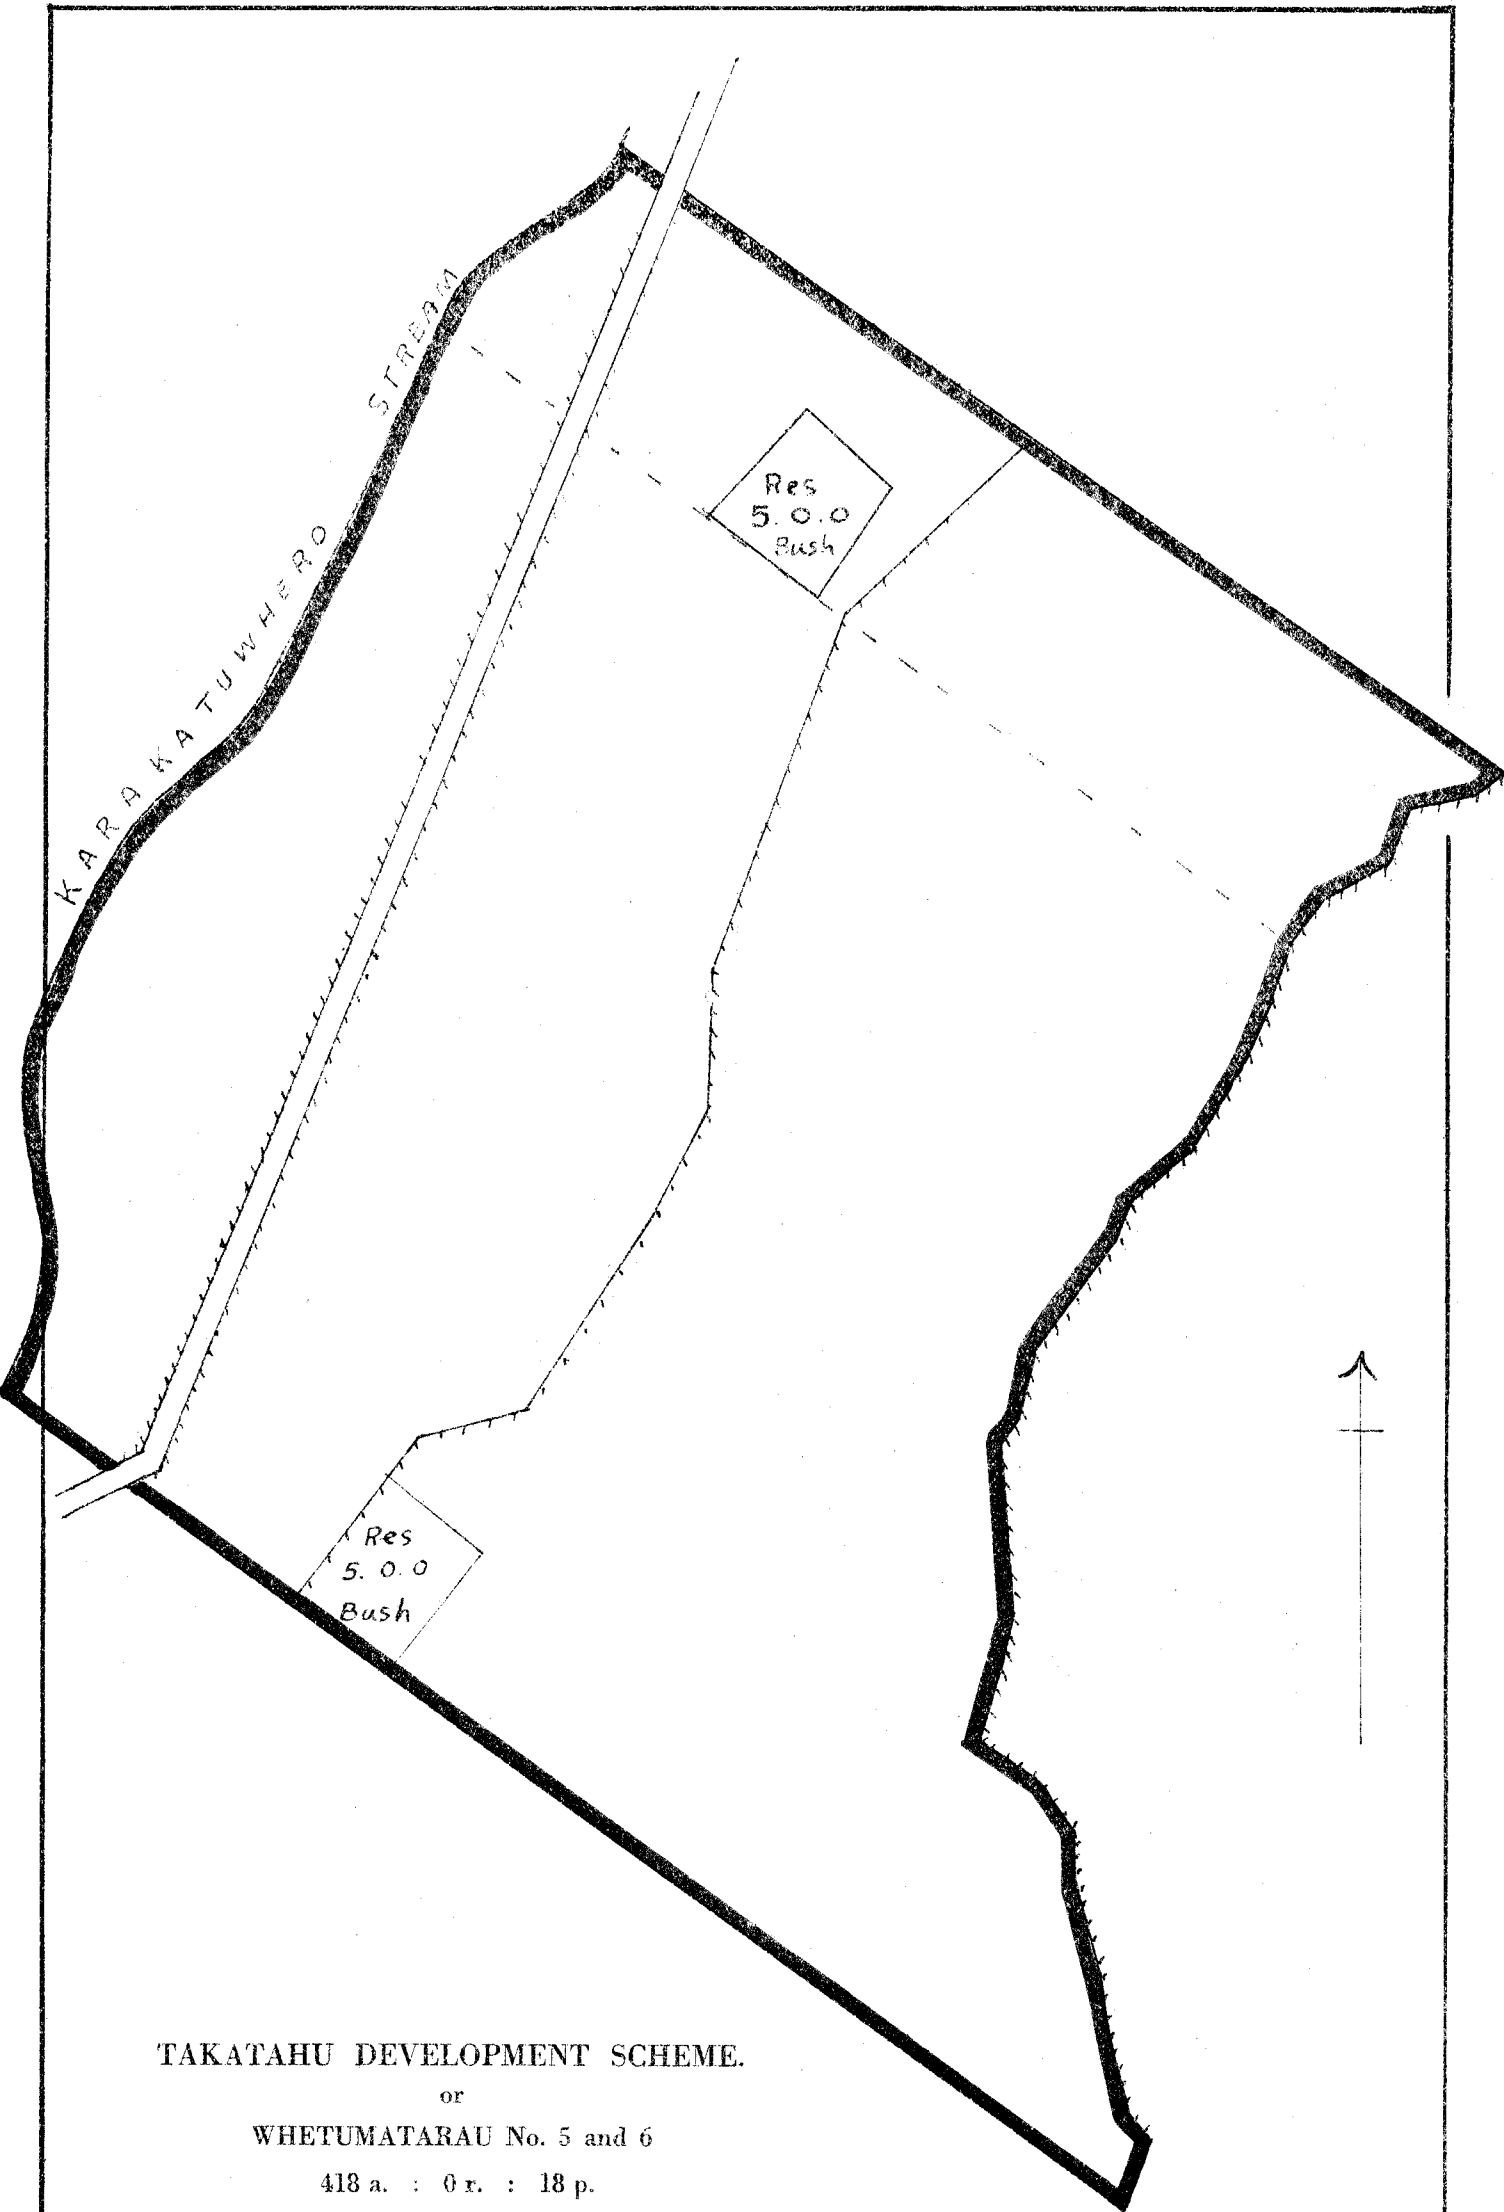 KARAKATUWHERO STREAM
Res
5.0.0
Bush
Res
5.0.0
Bush
TAKATAHU DEVELOPMENT SCHEME.
or
WHETUMATARAU No. 5 and 6
418 a. : 0 r. : 18 p.